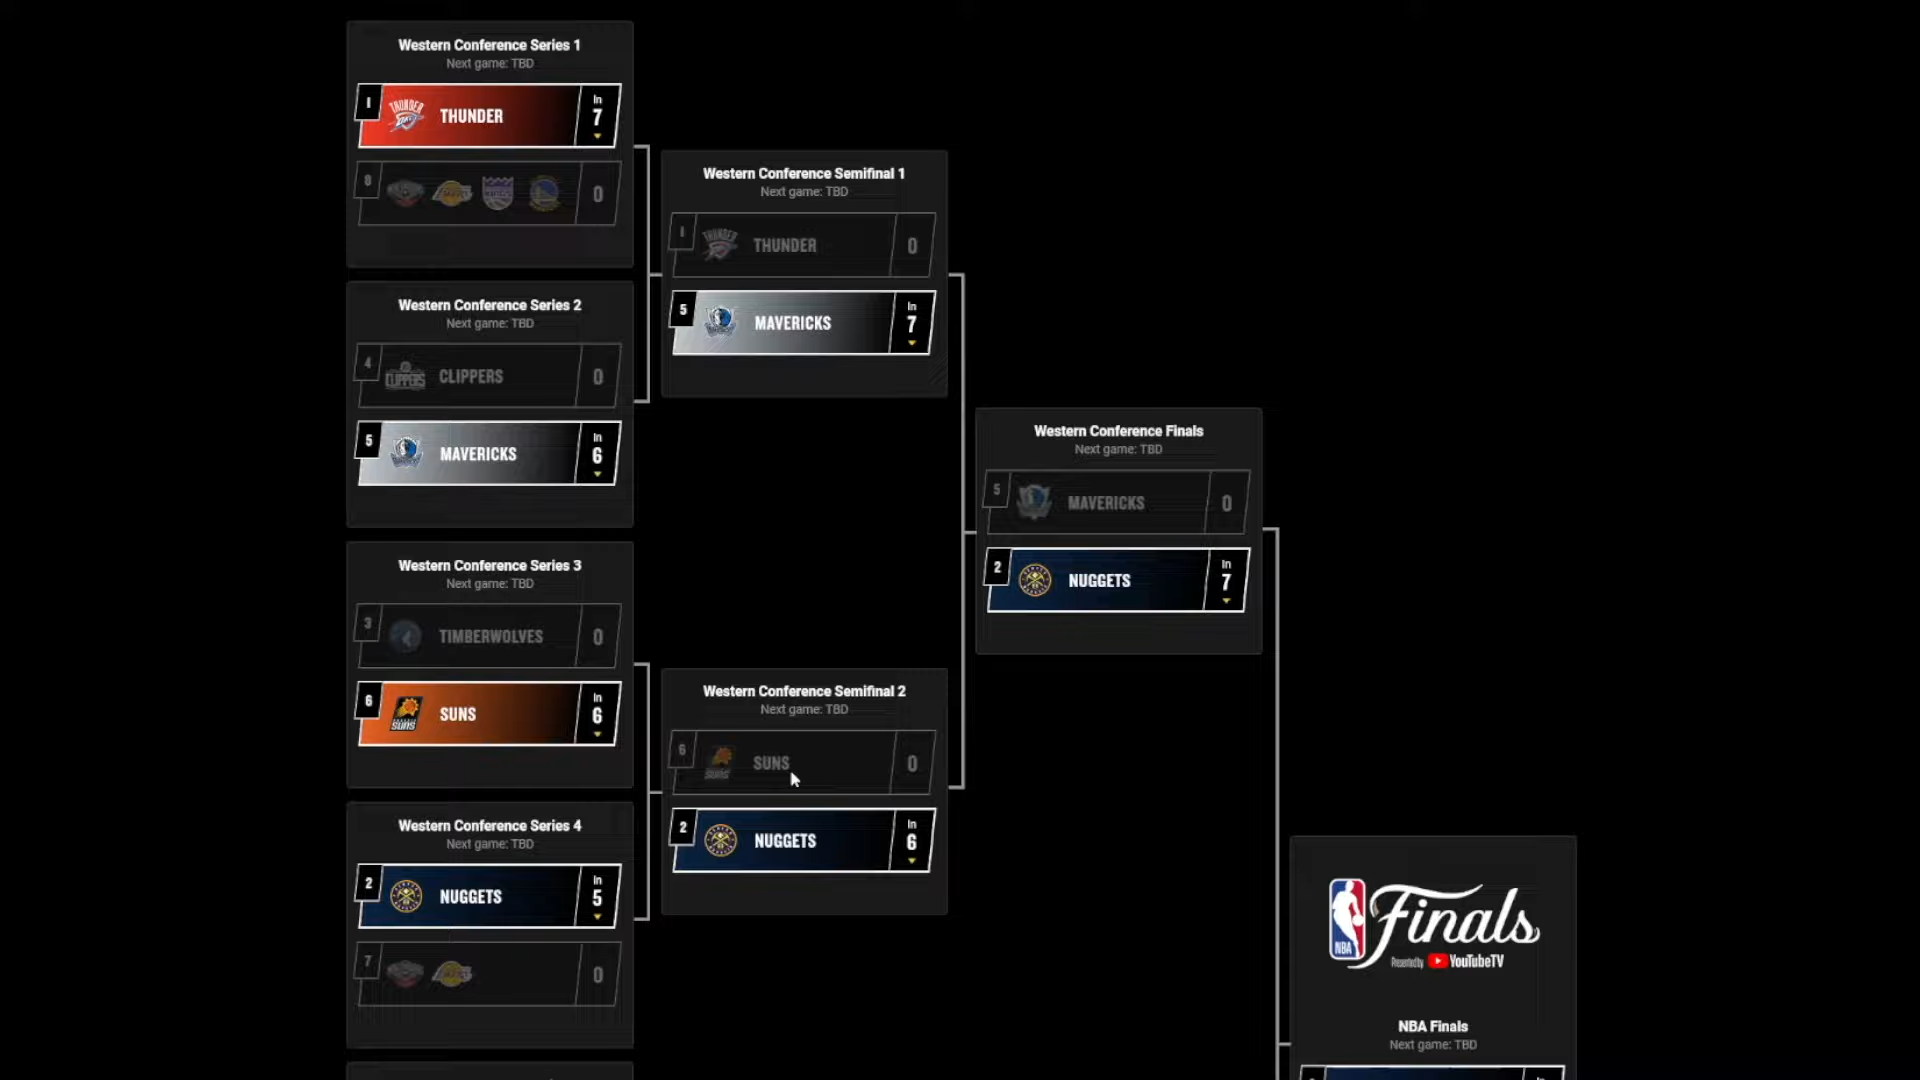 Western Conference Series 1
Next game: TBD
1 THUNDER In 7
8 0
Western Conference Series 2
Next game: TBD
4 CLIPPERS 0
5 MAVERICKS In 6
Western Conference Series 3
Next game: TBD
3 TIMBERWOLVES 0
6 SUNS In 6
Western Conference Series 4
Next game: TBD
2 NUGGETS In 5
7 0
Western Conference Semifinal 1
Next game: TBD
1 THUNDER 0
5 MAVERICKS In 7
Western Conference Semifinal 2
Next game: TBD
6 SUNS 0
2 NUGGETS In 6
Western Conference Finals
Next game: TBD
5 MAVERICKS 0
2 NUGGETS In 7
NBA Finals
Presented by YouTubeTV
NBA Finals
Next game: TBD